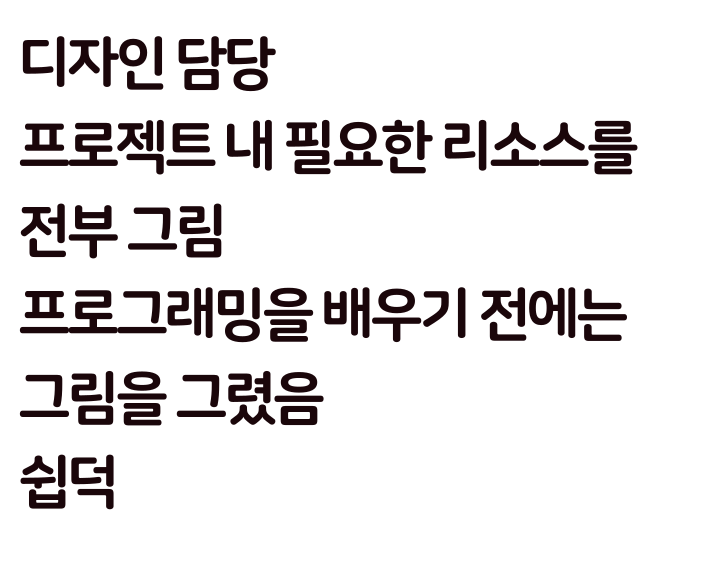 디자인 담당
프로젝트 내 필요한 리소스를
전부 그림
프로그래밍을 배우기 전에는
그림을 그렸음
쉽덕